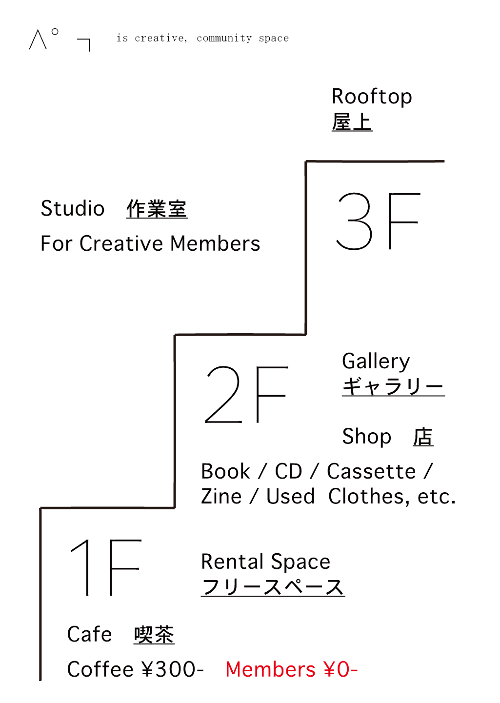 is creative, community space
Rooftop
屋上
3F
Studio 作業室
For Creative Members
2F
Gallery
ギャラリー
Shop 店
Book / CD / Cassette /
Zine / Used Clothes, etc.
1F
Rental Space
フリースペース
Cafe 喫茶
Coffee ¥300- Members ¥0-